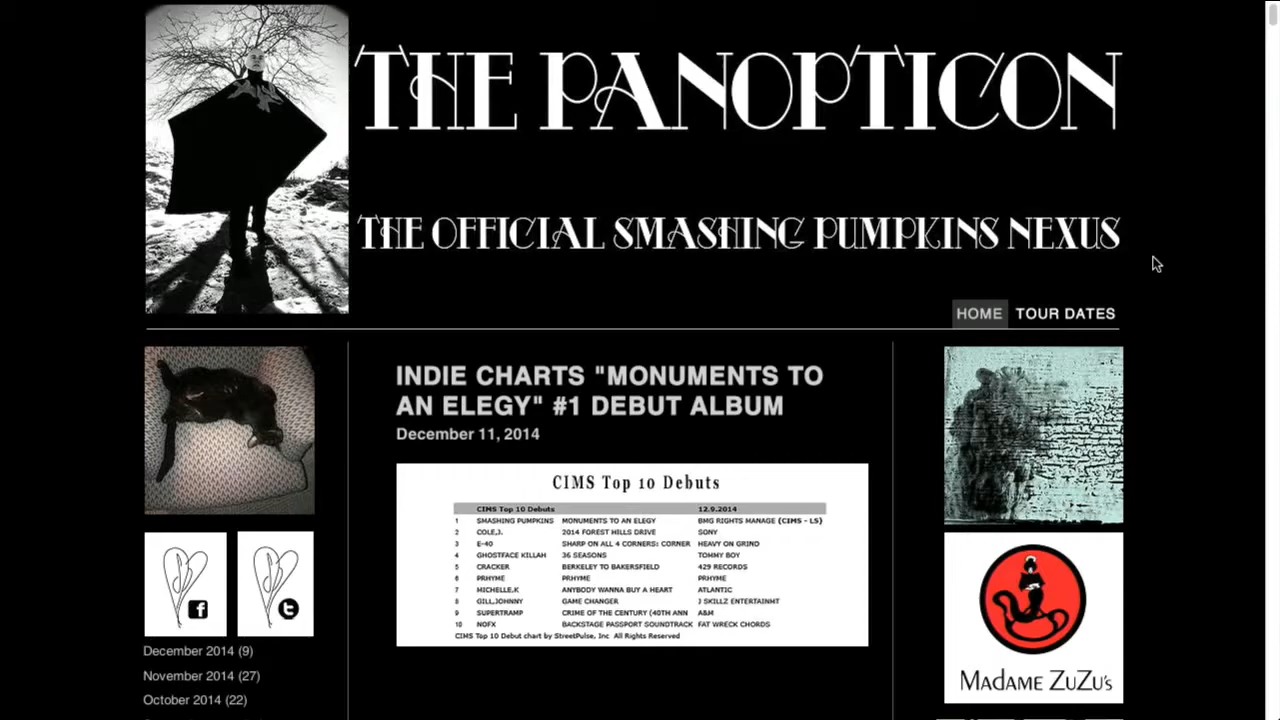 THE PANOPTICON
THE OFFICIAL SMASHING PUMPKINS NEXUS
HOME TOUR DATES
INDIE CHARTS "MONUMENTS TO
AN ELEGY" #1 DEBUT ALBUM
December 11, 2014
CIMS Top 10 Debuts
CIMS Top 10 Debuts 12.9.2014
1 SMASHING PUMPKINS MONUMENTS TO AN ELEGY BMG RIGHTS MANAGE (CIMS - LS)
2 COLE,J. 2014 FOREST HILLS DRIVE SONY
3 E-40 SHARP ON ALL 4 CORNERS: CORNER HEAVY ON GRIND
4 GHOSTFACE KILLAH 36 SEASONS TOMMY BOY
5 CRACKER BERKELEY TO BAKERSFIELD 429 RECORDS
6 PRHYME PRHYME PRHYME
7 MICHELLE,K ANYBODY WANNA BUY A HEART ATLANTIC
8 GILL,JOHNNY GAME CHANGER J SKILLZ ENTERTAINMT
9 SUPERTRAMP CRIME OF THE CENTURY (40TH ANN A&M
10 NOFX BACKSTAGE PASSPORT SOUNDTRACK FAT WRECK CHORDS
CIMS Top 10 Debut chart by StreetPulse, Inc All Rights Reserved
December 2014 (9)
November 2014 (27)
October 2014 (22)
MADAME ZUZU'S